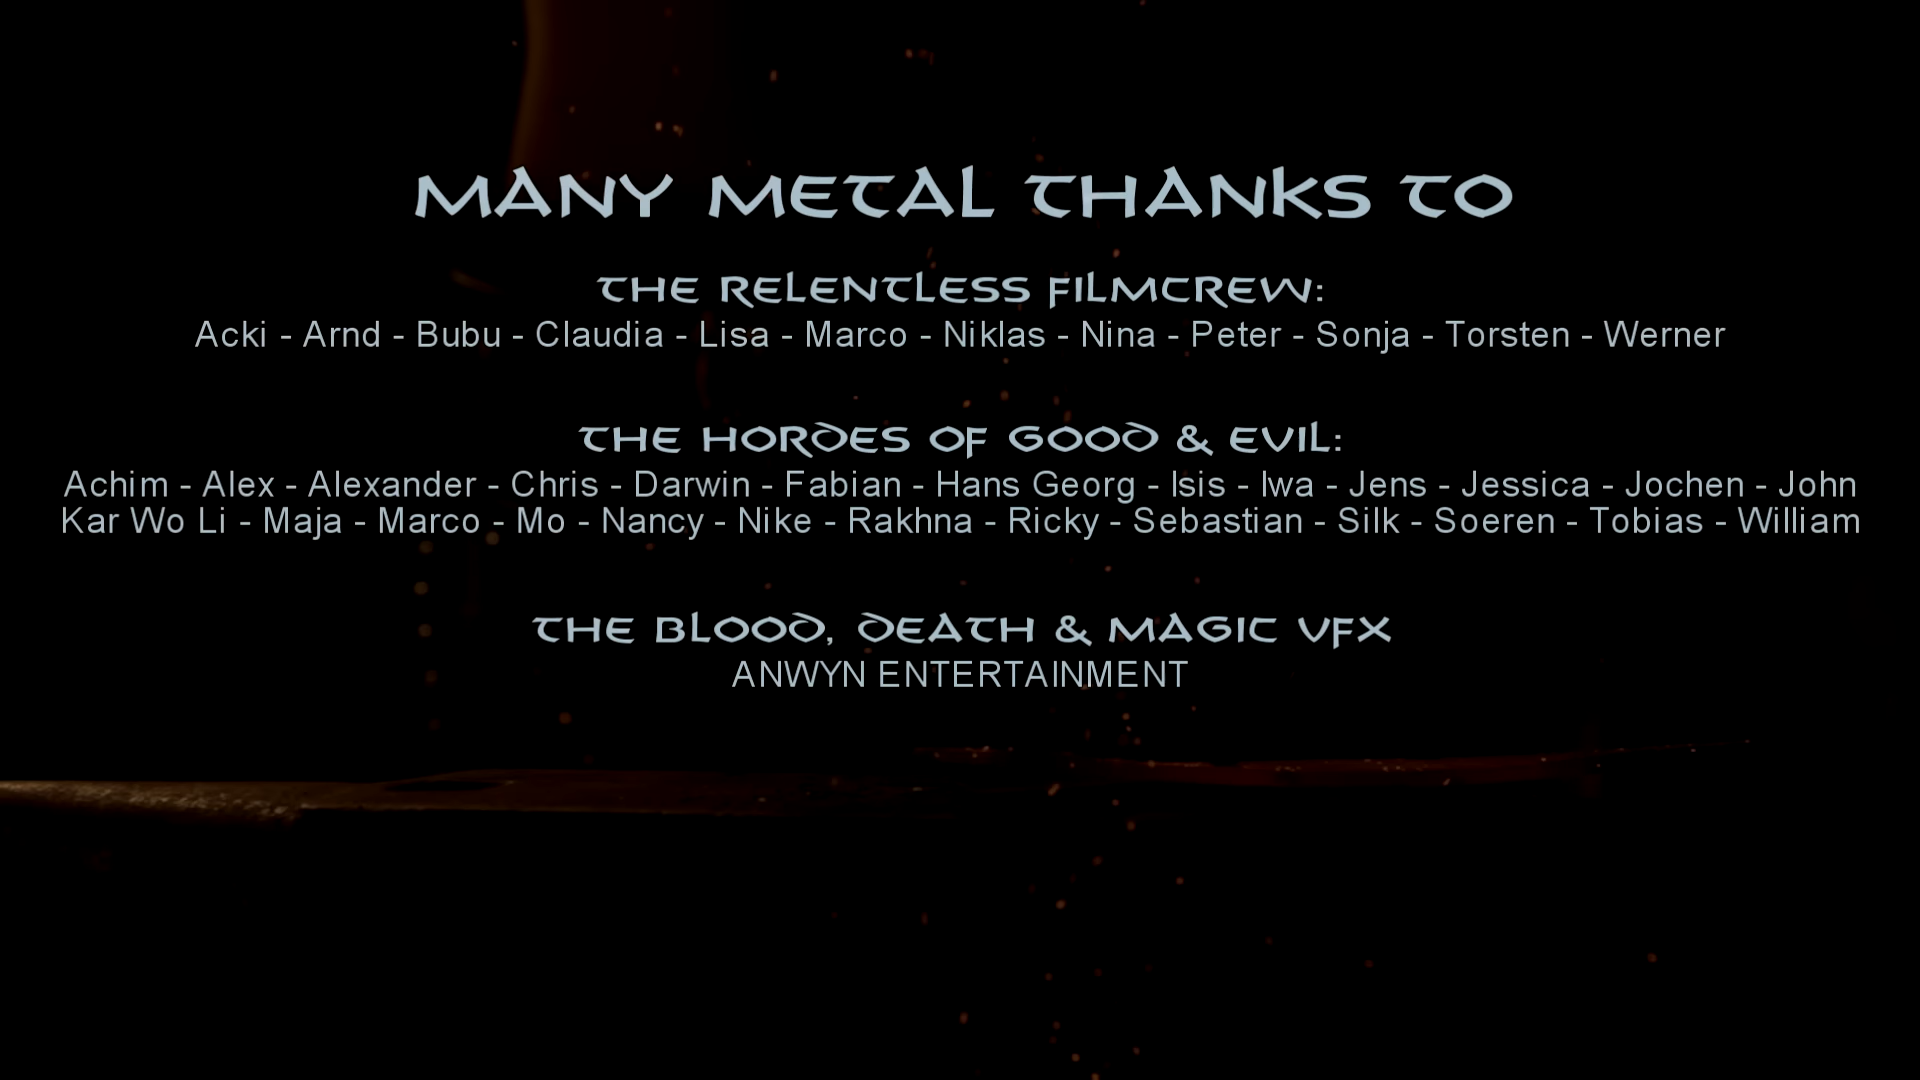 MANY METAL THANKS TO
THE RELENTLESS FILMCREW:
Acki - Arnd - Bubu - Claudia - Lisa - Marco - Niklas - Nina - Peter - Sonja - Torsten - Werner
THE HORDES OF GOOD & EVIL:
Achim - Alex - Alexander - Chris - Darwin - Fabian - Hans Georg - Isis - Iwa - Jens - Jessica - Jochen - John
Kar Wo Li - Maja - Marco - Mo - Nancy - Nike - Rakhna - Ricky - Sebastian - Silk - Soeren - Tobias - William
THE BLOOD, DEATH & MAGIC VFX
ANWYN ENTERTAINMENT